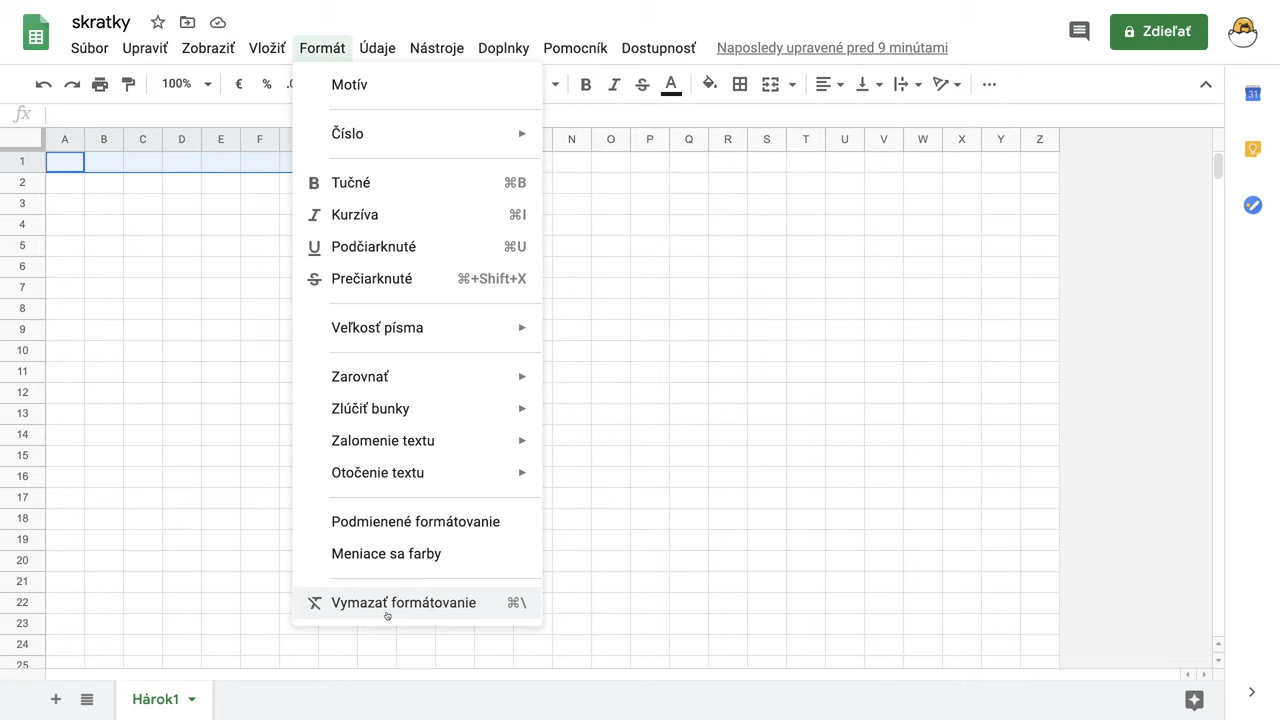 skratky
Súbor Upraviť Zobraziť Vložiť Formát Údaje Nástroje Doplnky Pomocník Dostupnosť Naposledy upravené pred 9 minútami
Zdieľať
100% € % .0 B I S A
31
fx
A B C D E F N O P Q R S T U V W X Y Z
Motív
Číslo
B Tučné ⌘B
I Kurzíva ⌘I
U Podčiarknuté ⌘U
S Prečiarknuté ⌘+Shift+X
Veľkosť písma
Zarovnať
Zlúčiť bunky
Zalomenie textu
Otočenie textu
Podmienené formátovanie
Meniace sa farby
Vymazať formátovanie ⌘\
1
2
3
4
5
6
7
8
9
10
11
12
13
14
15
16
17
18
19
20
21
22
23
24
25
Hárok1